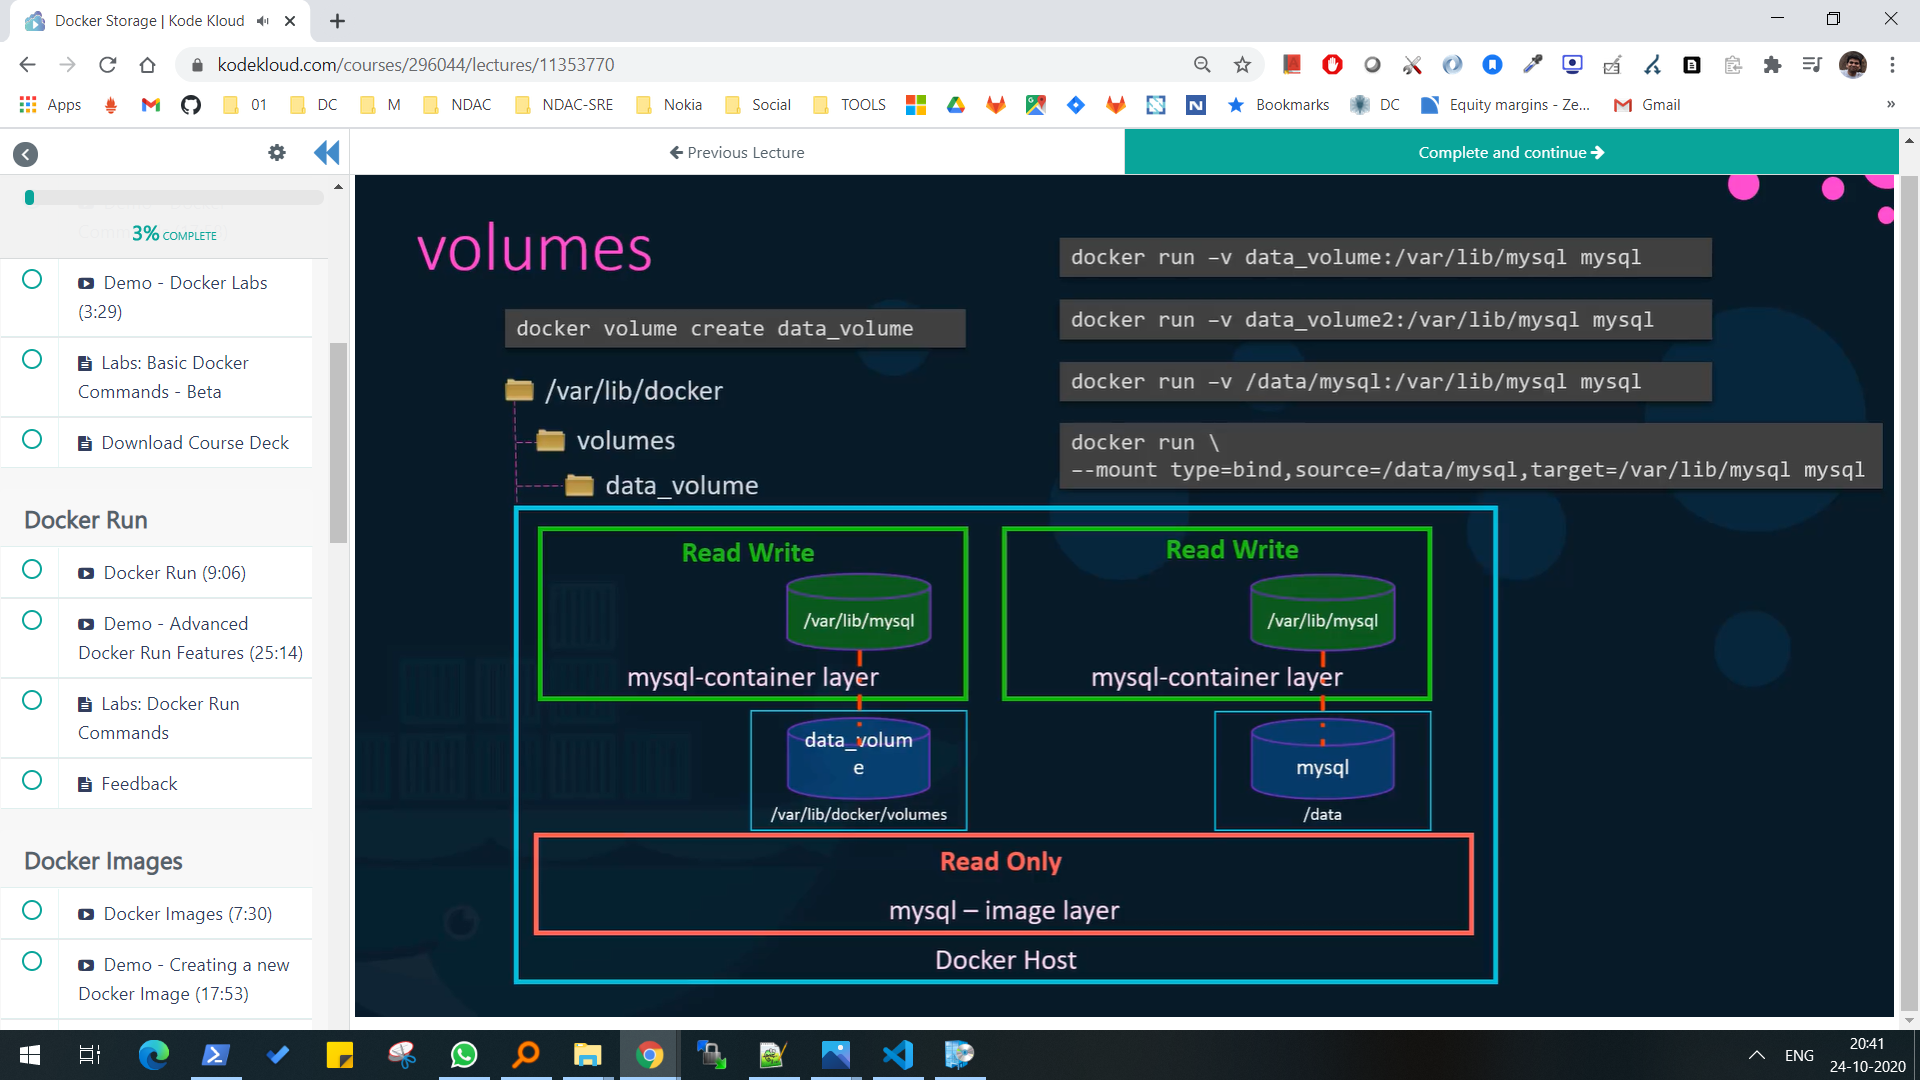 Docker Storage | Kode Kloud
kodekloud.com/courses/296044/lectures/11353770
Apps
01
DC
M
NDAC
NDAC-SRE
Nokia
Social
TOOLS
N
Bookmarks
DC
Equity margins - Ze...
Gmail
»
Previous Lecture
Complete and continue
3% COMPLETE
Demo - Docker Labs
(3:29)
Labs: Basic Docker
Commands - Beta
Download Course Deck
Docker Run
Docker Run (9:06)
Demo - Advanced
Docker Run Features (25:14)
Labs: Docker Run
Commands
Feedback
Docker Images
Docker Images (7:30)
Demo - Creating a new
Docker Image (17:53)
volumes
docker volume create data_volume
/var/lib/docker
volumes
data_volume
docker run –v data_volume:/var/lib/mysql mysql
docker run –v data_volume2:/var/lib/mysql mysql
docker run –v /data/mysql:/var/lib/mysql mysql
docker run \
--mount type=bind,source=/data/mysql,target=/var/lib/mysql mysql
Read Write
/var/lib/mysql
mysql-container layer
data_volum
e
/var/lib/docker/volumes
Read Write
/var/lib/mysql
mysql-container layer
mysql
/data
Read Only
mysql – image layer
Docker Host
ENG
20:41
24-10-2020